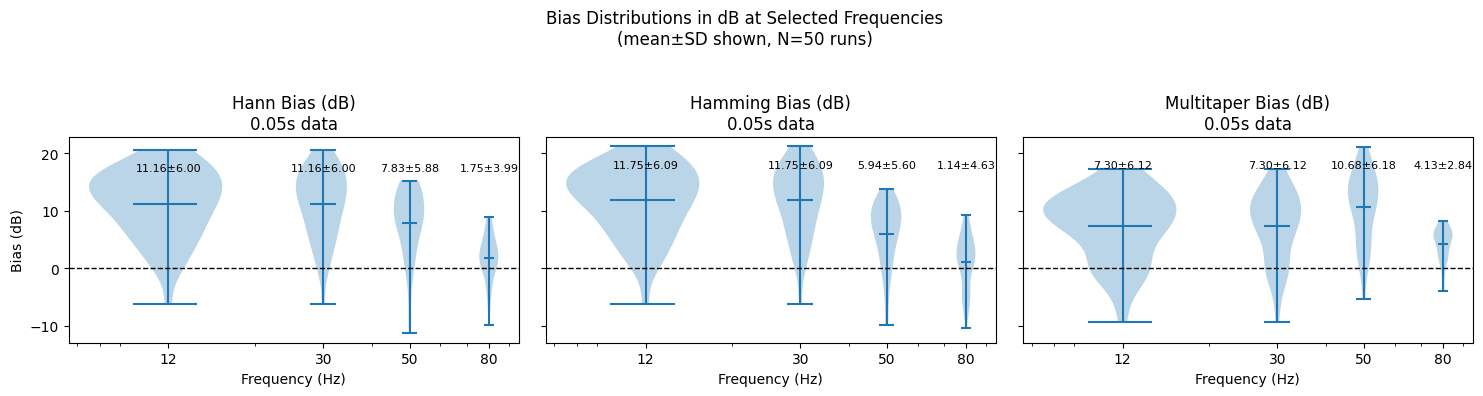 Bias Distributions in dB at Selected Frequencies
(mean±SD shown, N=50 runs)
Hann Bias (dB)
0.05s data
Bias (dB)
20
10
0
−10
11.16±6.00
11.16±6.00
7.83±5.88
1.75±3.99
12
30
50
80
Frequency (Hz)
Hamming Bias (dB)
0.05s data
11.75±6.09
11.75±6.09
5.94±5.60
1.14±4.63
12
30
50
80
Frequency (Hz)
Multitaper Bias (dB)
0.05s data
7.30±6.12
7.30±6.12
10.68±6.18
4.13±2.84
12
30
50
80
Frequency (Hz)